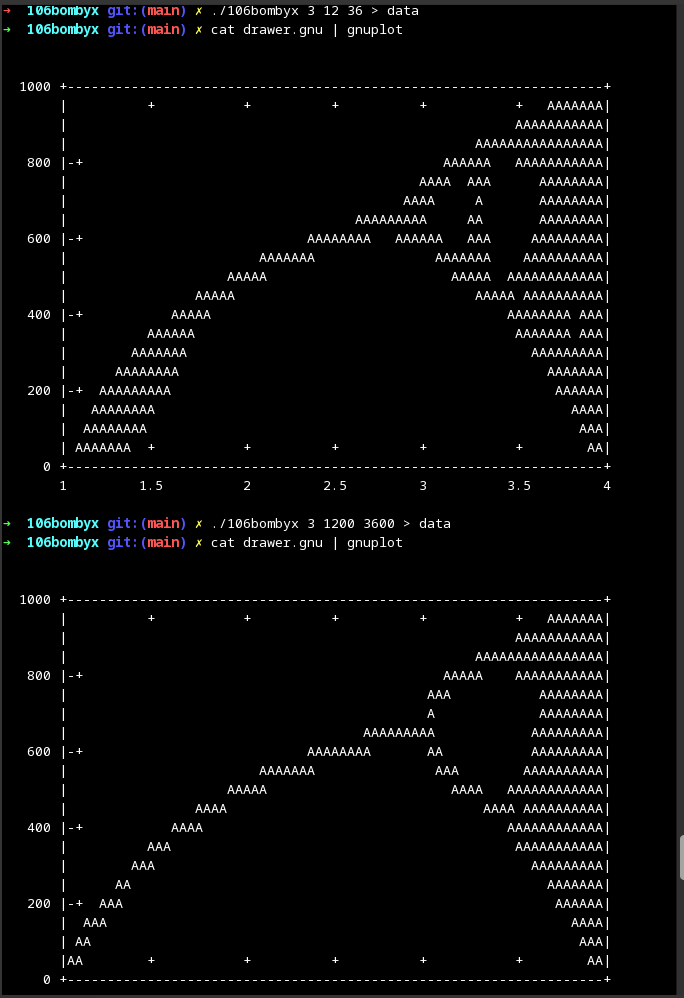 ➜  106bombyx git:(main) ✗ ./106bombyx 3 12 36 > data
➜  106bombyx git:(main) ✗ cat drawer.gnu | gnuplot
  1000 +-------------------------------------------------------------------+
       |          +           +          +          +           +   AAAAAAA|
       |                                                        AAAAAAAAAAA|
       |                                                   AAAAAAAAAAAAAAAA|
   800 |-+                                             AAAAAA   AAAAAAAAAAA|
       |                                            AAAA  AAA      AAAAAAAA|
       |                                          AAAA     A       AAAAAAAA|
       |                                    AAAAAAAAA     AA       AAAAAAAA|
   600 |-+                            AAAAAAAA   AAAAAA   AAA     AAAAAAAAA|
       |                        AAAAAAA               AAAAAAA    AAAAAAAAAA|
       |                    AAAAA                       AAAAA  AAAAAAAAAAAA|
       |                AAAAA                              AAAAA AAAAAAAAAA|
   400 |-+           AAAAA                                     AAAAAAAA AAA|
       |          AAAAAA                                        AAAAAAA AAA|
       |        AAAAAAA                                           AAAAAAAAA|
       |      AAAAAAAA                                              AAAAAAA|
   200 |-+  AAAAAAAAA                                                AAAAAA|
       |   AAAAAAAA                                                    AAAA|
       |  AAAAAAAA                                                      AAA|
       | AAAAAAA  +           +          +          +           +        AA|
     0 +-------------------------------------------------------------------+
       1         1.5          2         2.5         3          3.5         4
➜  106bombyx git:(main) ✗ ./106bombyx 3 1200 3600 > data
➜  106bombyx git:(main) ✗ cat drawer.gnu | gnuplot
  1000 +-------------------------------------------------------------------+
       |          +           +          +          +           +   AAAAAAA|
       |                                                        AAAAAAAAAAA|
       |                                                   AAAAAAAAAAAAAAAA|
   800 |-+                                             AAAAA    AAAAAAAAAAA|
       |                                             AAA           AAAAAAAA|
       |                                             A             AAAAAAAA|
       |                                     AAAAAAAAA            AAAAAAAAA|
   600 |-+                            AAAAAAAA       AA           AAAAAAAAA|
       |                        AAAAAAA               AAA        AAAAAAAAAA|
       |                    AAAAA                       AAAA   AAAAAAAAAAAA|
       |                AAAA                                AAAA AAAAAAAAAA|
   400 |-+           AAAA                                      AAAAAAAAAAAA|
       |          AAA                                           AAAAAAAAAAA|
       |        AAA                                               AAAAAAAAA|
       |      AA                                                    AAAAAAA|
   200 |-+  AAA                                                      AAAAAA|
       |  AAA                                                          AAAA|
       | AA                                                             AAA|
       |AA        +           +          +          +           +        AA|
     0 +-------------------------------------------------------------------+